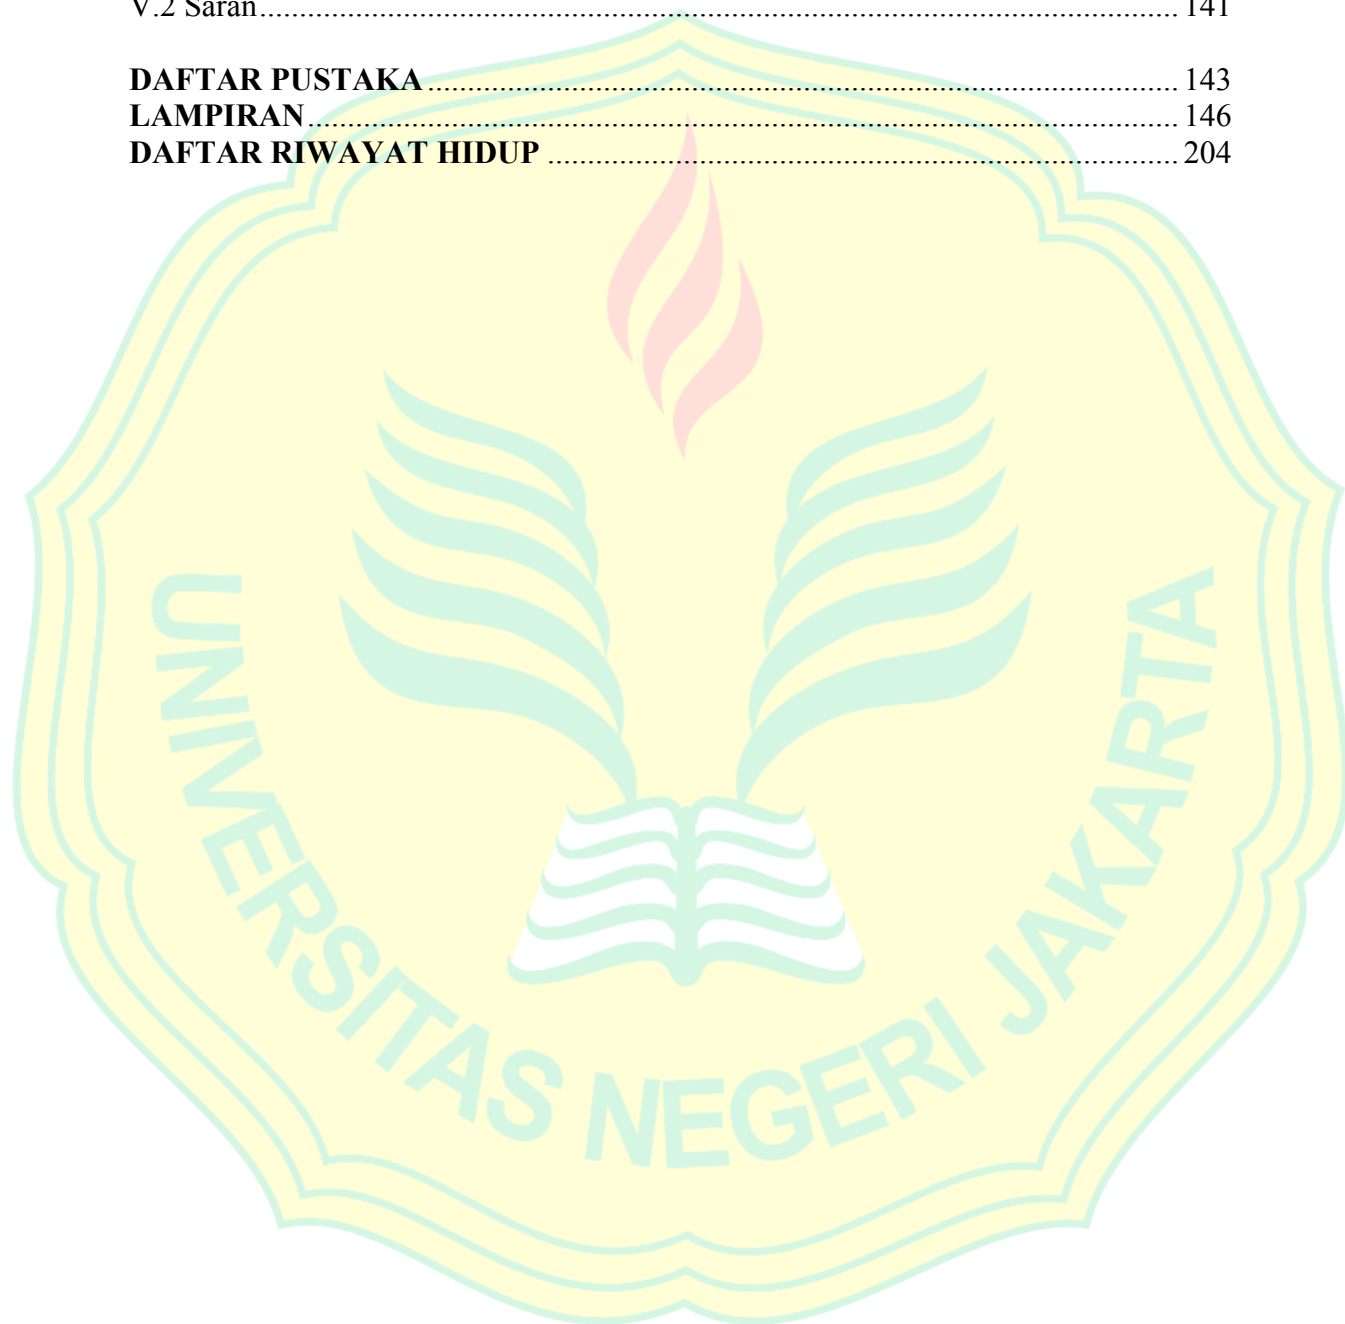 V.2 Saran........................................................................................................................ 141
DAFTAR PUSTAKA.................................................................................................. 143
LAMPIRAN.................................................................................................................. 146
DAFTAR RIWAYAT HIDUP ................................................................................... 204
UNIVERSITAS NEGERI JAKARTA